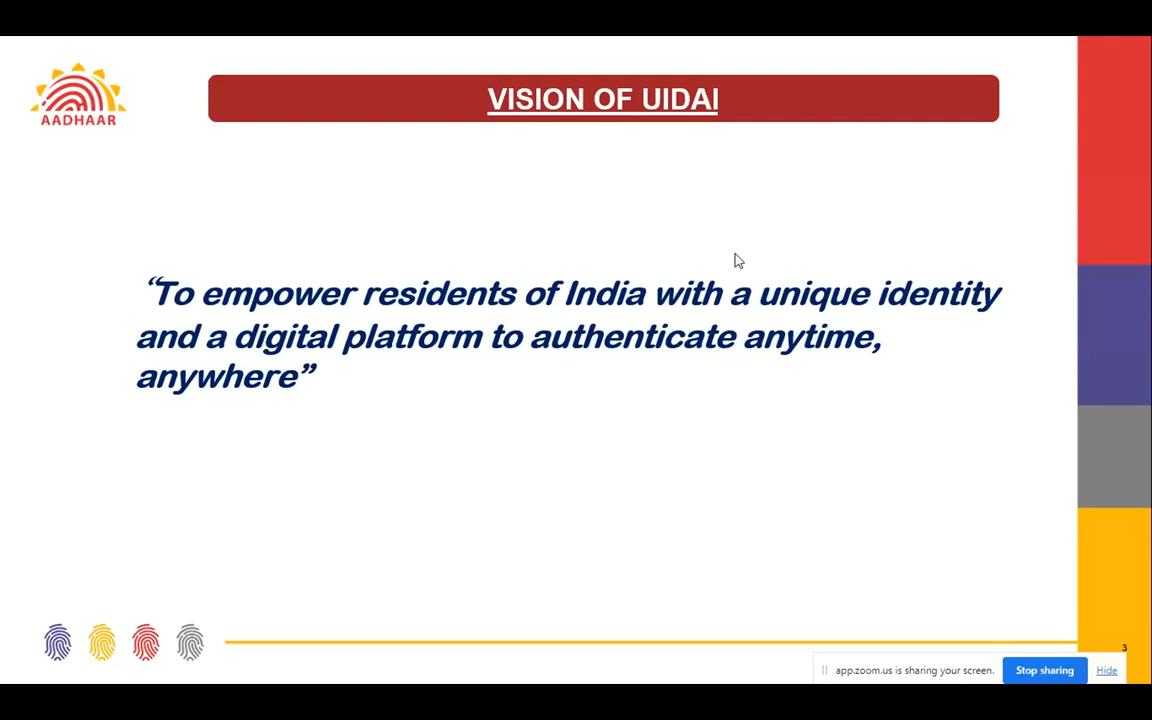 AADHAAR
VISION OF UIDAI
“To empower residents of India with a unique identity
and a digital platform to authenticate anytime,
anywhere”
3
app.zoom.us is sharing your screen.
Stop sharing
Hide